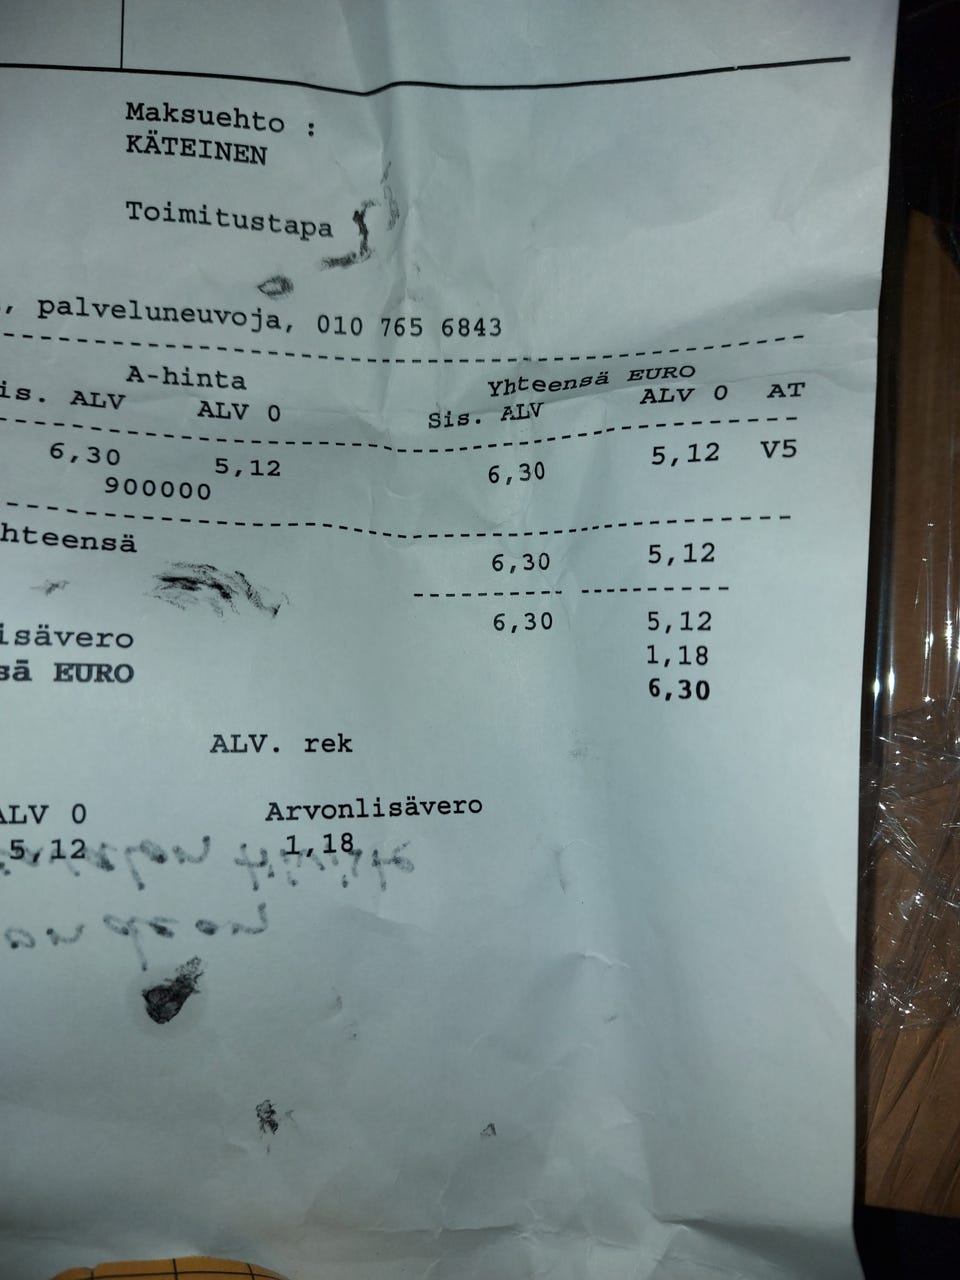 Maksuehto :
KÄTEINEN
Toimitustapa
, palveluneuvoja, 010 765 6843
A-hinta Yhteensä EURO
is. ALV ALV 0 Sis. ALV ALV 0 AT
6,30 5,12 6,30 5,12 V5
900000
hteensä 6,30 5,12
6,30 5,12
isävero 1,18
sä EURO 6,30
ALV. rek
ALV 0 Arvonlisävero
5,12 1,18